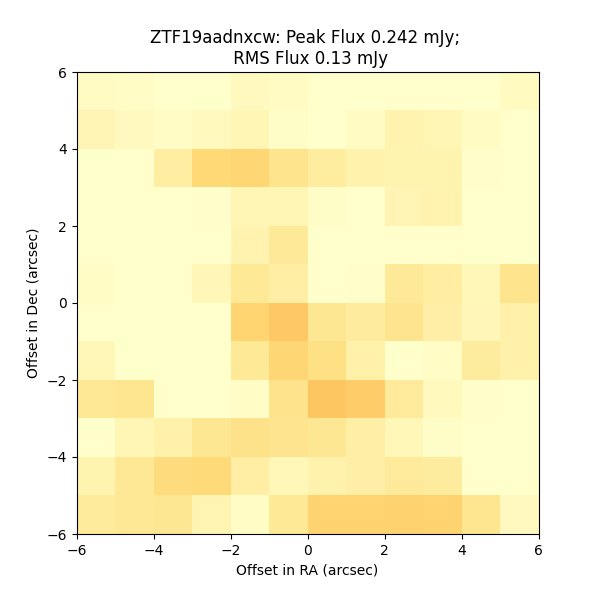 ZTF19aadnxcw: Peak Flux 0.242 mJy;
RMS Flux 0.13 mJy
6
4
2
0
−2
−4
−6
Offset in Dec (arcsec)
−6 −4 −2 0 2 4 6
Offset in RA (arcsec)